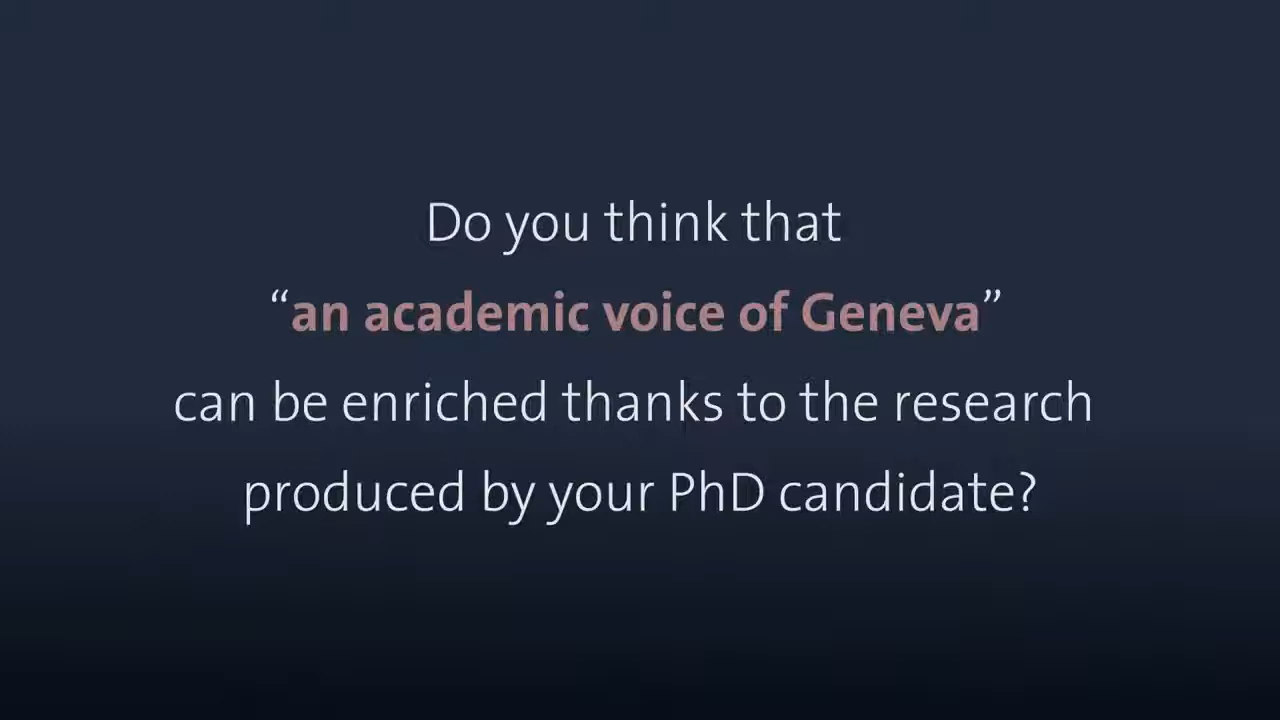 Do you think that
“an academic voice of Geneva”
can be enriched thanks to the research
produced by your PhD candidate?